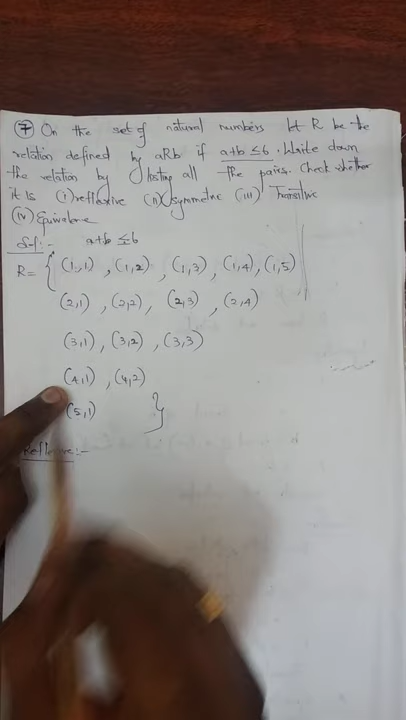 ⑦ On the set of natural numbers let R be the
relation defined by aRb if a+b ≤ 6. Write down
the relation by listing all the pairs. Check whether
it is (i) reflexive (ii) symmetric (iii) Transitive
(iv) Equivalence
Sol:- a+b ≤ 6
R = { (1,1) , (1,2) , (1,3) , (1,4) , (1,5)
(2,1) , (2,2) , (2,3) , (2,4)
(3,1) , (3,2) , (3,3)
(4,1) , (4,2)
(5,1) }
Reflexive:-